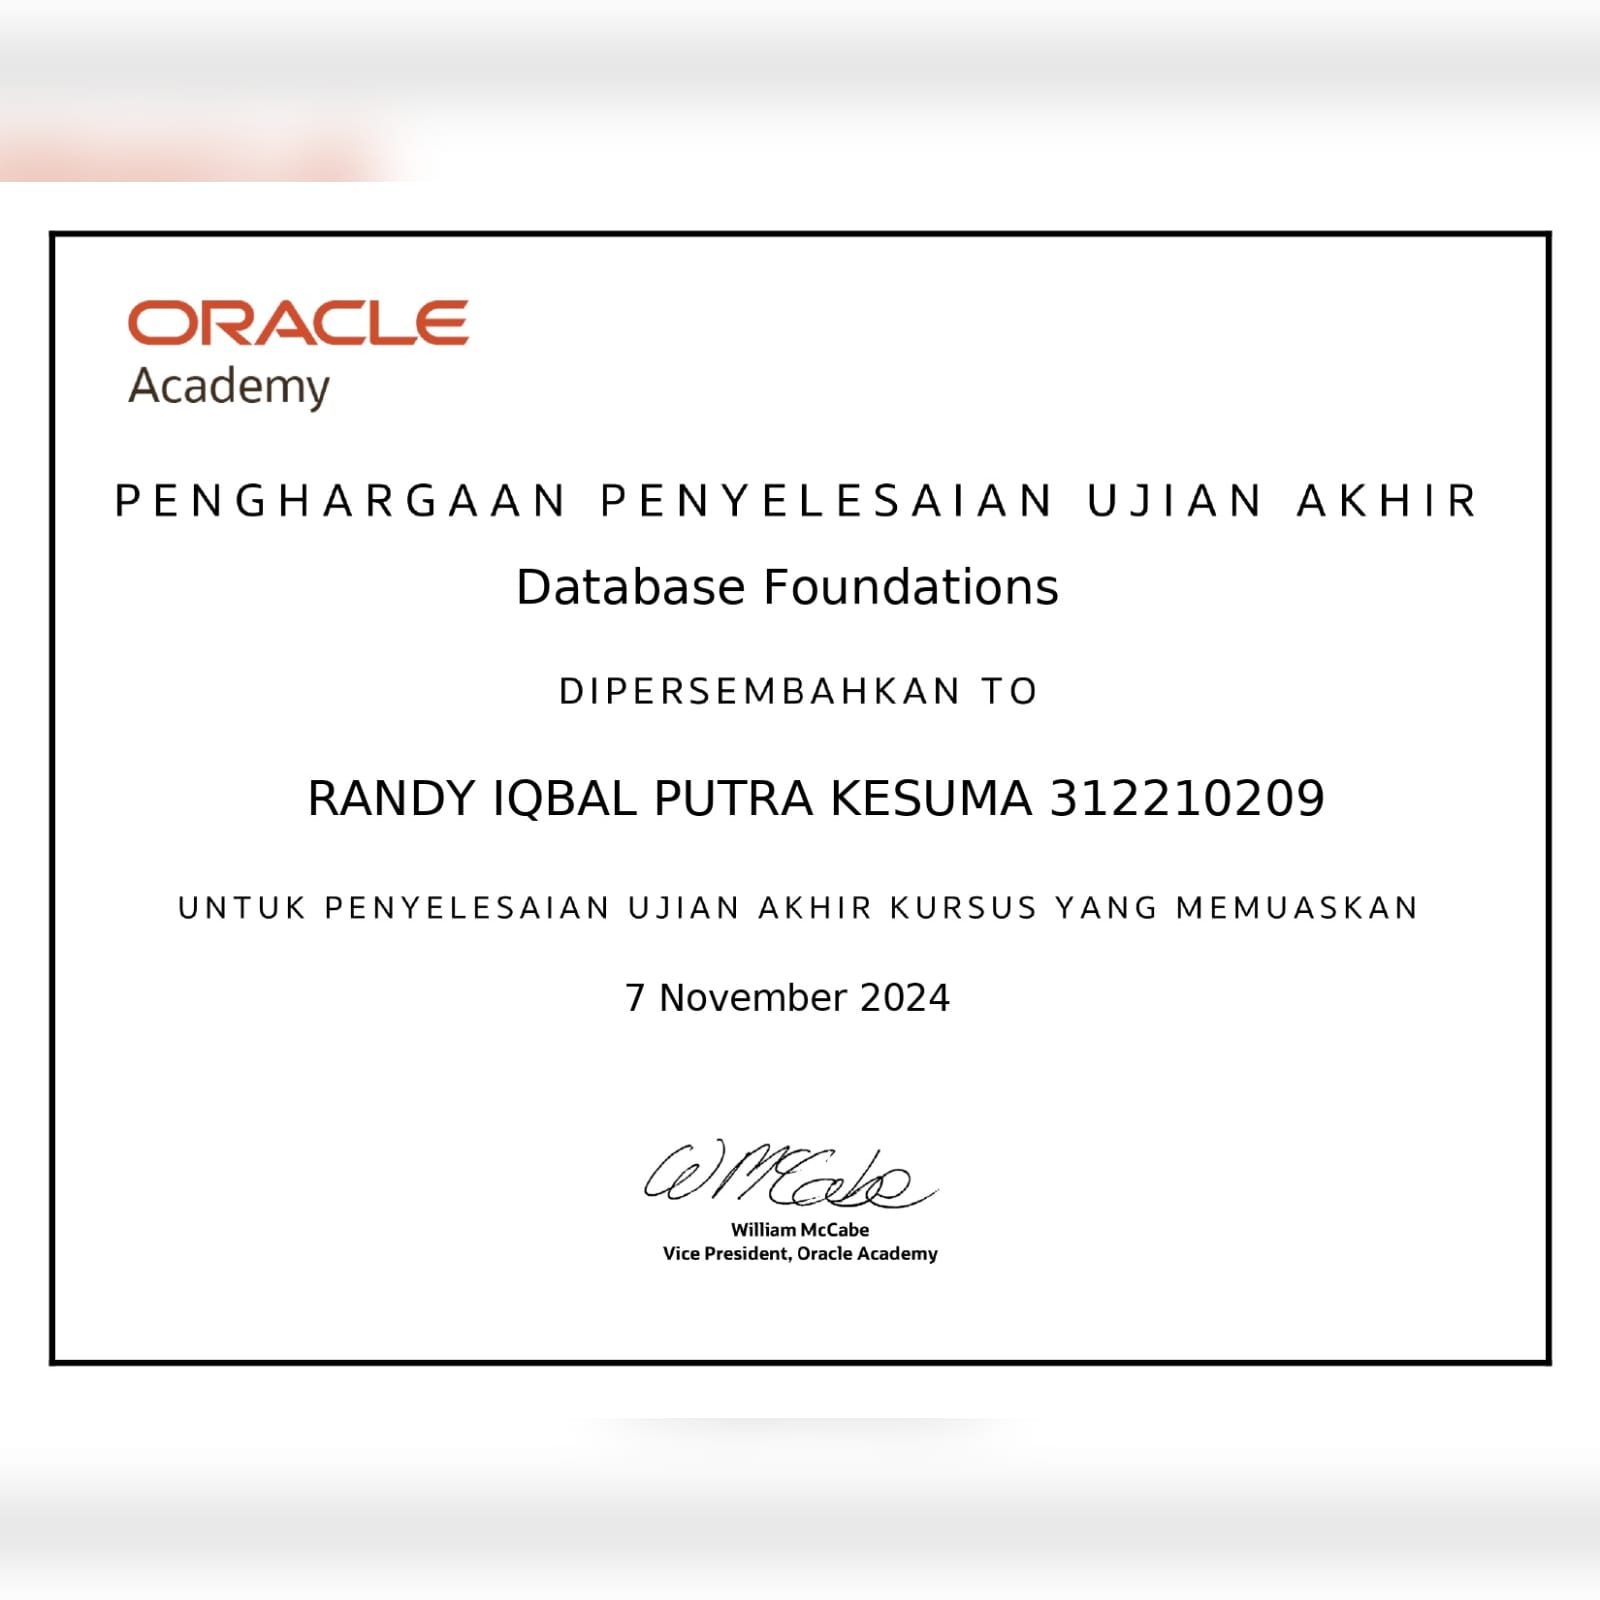 ORACLE
Academy
PENGHARGAAN PENYELESAIAN UJIAN AKHIR
Database Foundations
DIPERSEMBAHKAN TO
RANDY IQBAL PUTRA KESUMA 312210209
UNTUK PENYELESAIAN UJIAN AKHIR KURSUS YANG MEMUASKAN
7 November 2024
W McCabe
William McCabe
Vice President, Oracle Academy